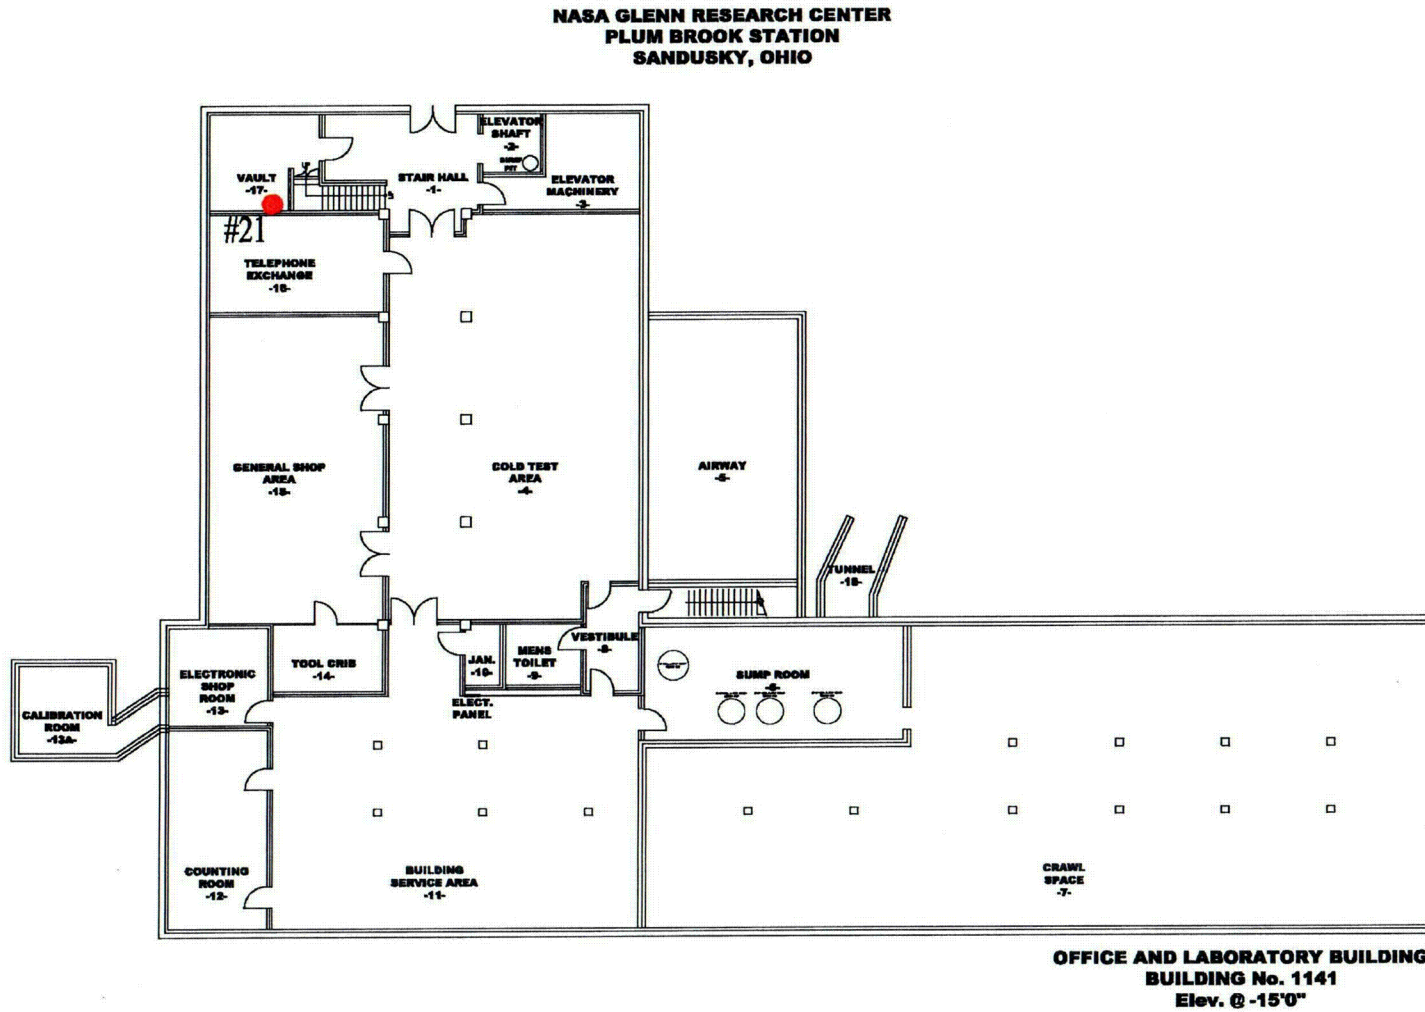 NASA GLENN RESEARCH CENTER
PLUM BROOK STATION
SANDUSKY, OHIO
ELEVATOR
SHAFT
-2-
PIT
VAULT
-17-
UP
STAIR HALL
-1-
ELEVATOR
MACHINERY
-3-
#21
TELEPHONE
EXCHANGE
-16-
GENERAL SHOP
AREA
-15-
COLD TEST
AREA
-4-
AIRWAY
-5-
TUNNEL
-18-
VESTIBULE
-8-
MENS
TOILET
-9-
JAN.
-10-
TOOL CRIB
-14-
ELECTRONIC
SHOP
ROOM
-13-
SUMP ROOM
-6-
ELECT.
PANEL
CALIBRATION
ROOM
-13A-
COUNTING
ROOM
-12-
BUILDING
SERVICE AREA
-11-
CRAWL
SPACE
-7-
OFFICE AND LABORATORY BUILDING
BUILDING No. 1141
Elev. @ -15'0"